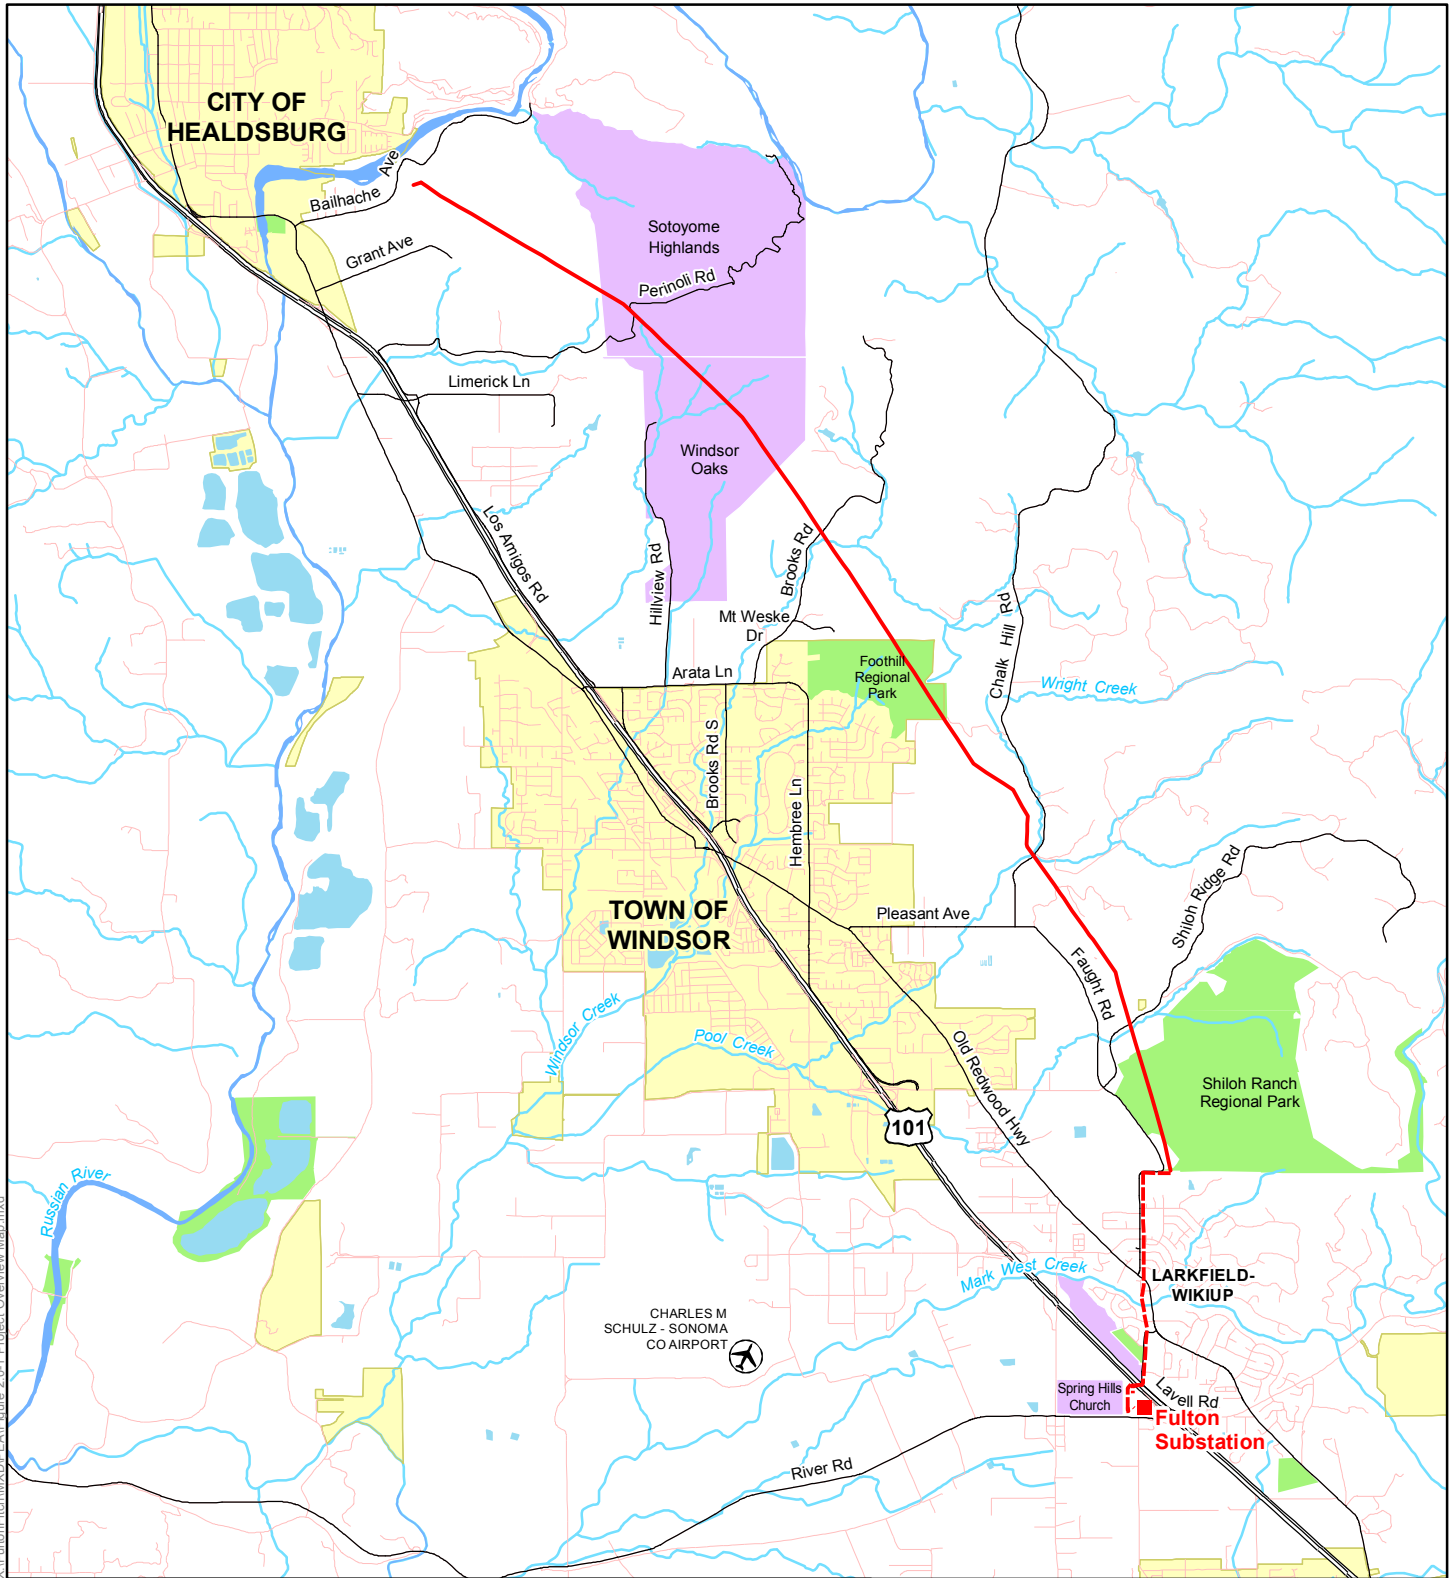 CITY OF
HEALDSBURG
Bailhache Ave
Grant Ave
Sotoyome
Highlands
Perinoli Rd
Limerick Ln
Windsor
Oaks
Los Amigos Rd
Hillview Rd
Brooks Rd
Mt Weske
Dr
Chalk Hill Rd
Foothill
Regional
Park
Arata Ln
Wright Creek
Brooks Rd S
Hembree Ln
Shiloh Ridge Rd
TOWN OF
WINDSOR
Pleasant Ave
Faught Rd
Windsor Creek
Pool Creek
Old Redwood Hwy
Shiloh Ranch
Regional Park
101
Russian River
Mark West Creek
LARKFIELD-
WIKIUP
CHARLES M
SCHULZ - SONOMA
CO AIRPORT
Spring Hills
Church
Lavell Rd
Fulton
Substation
River Rd